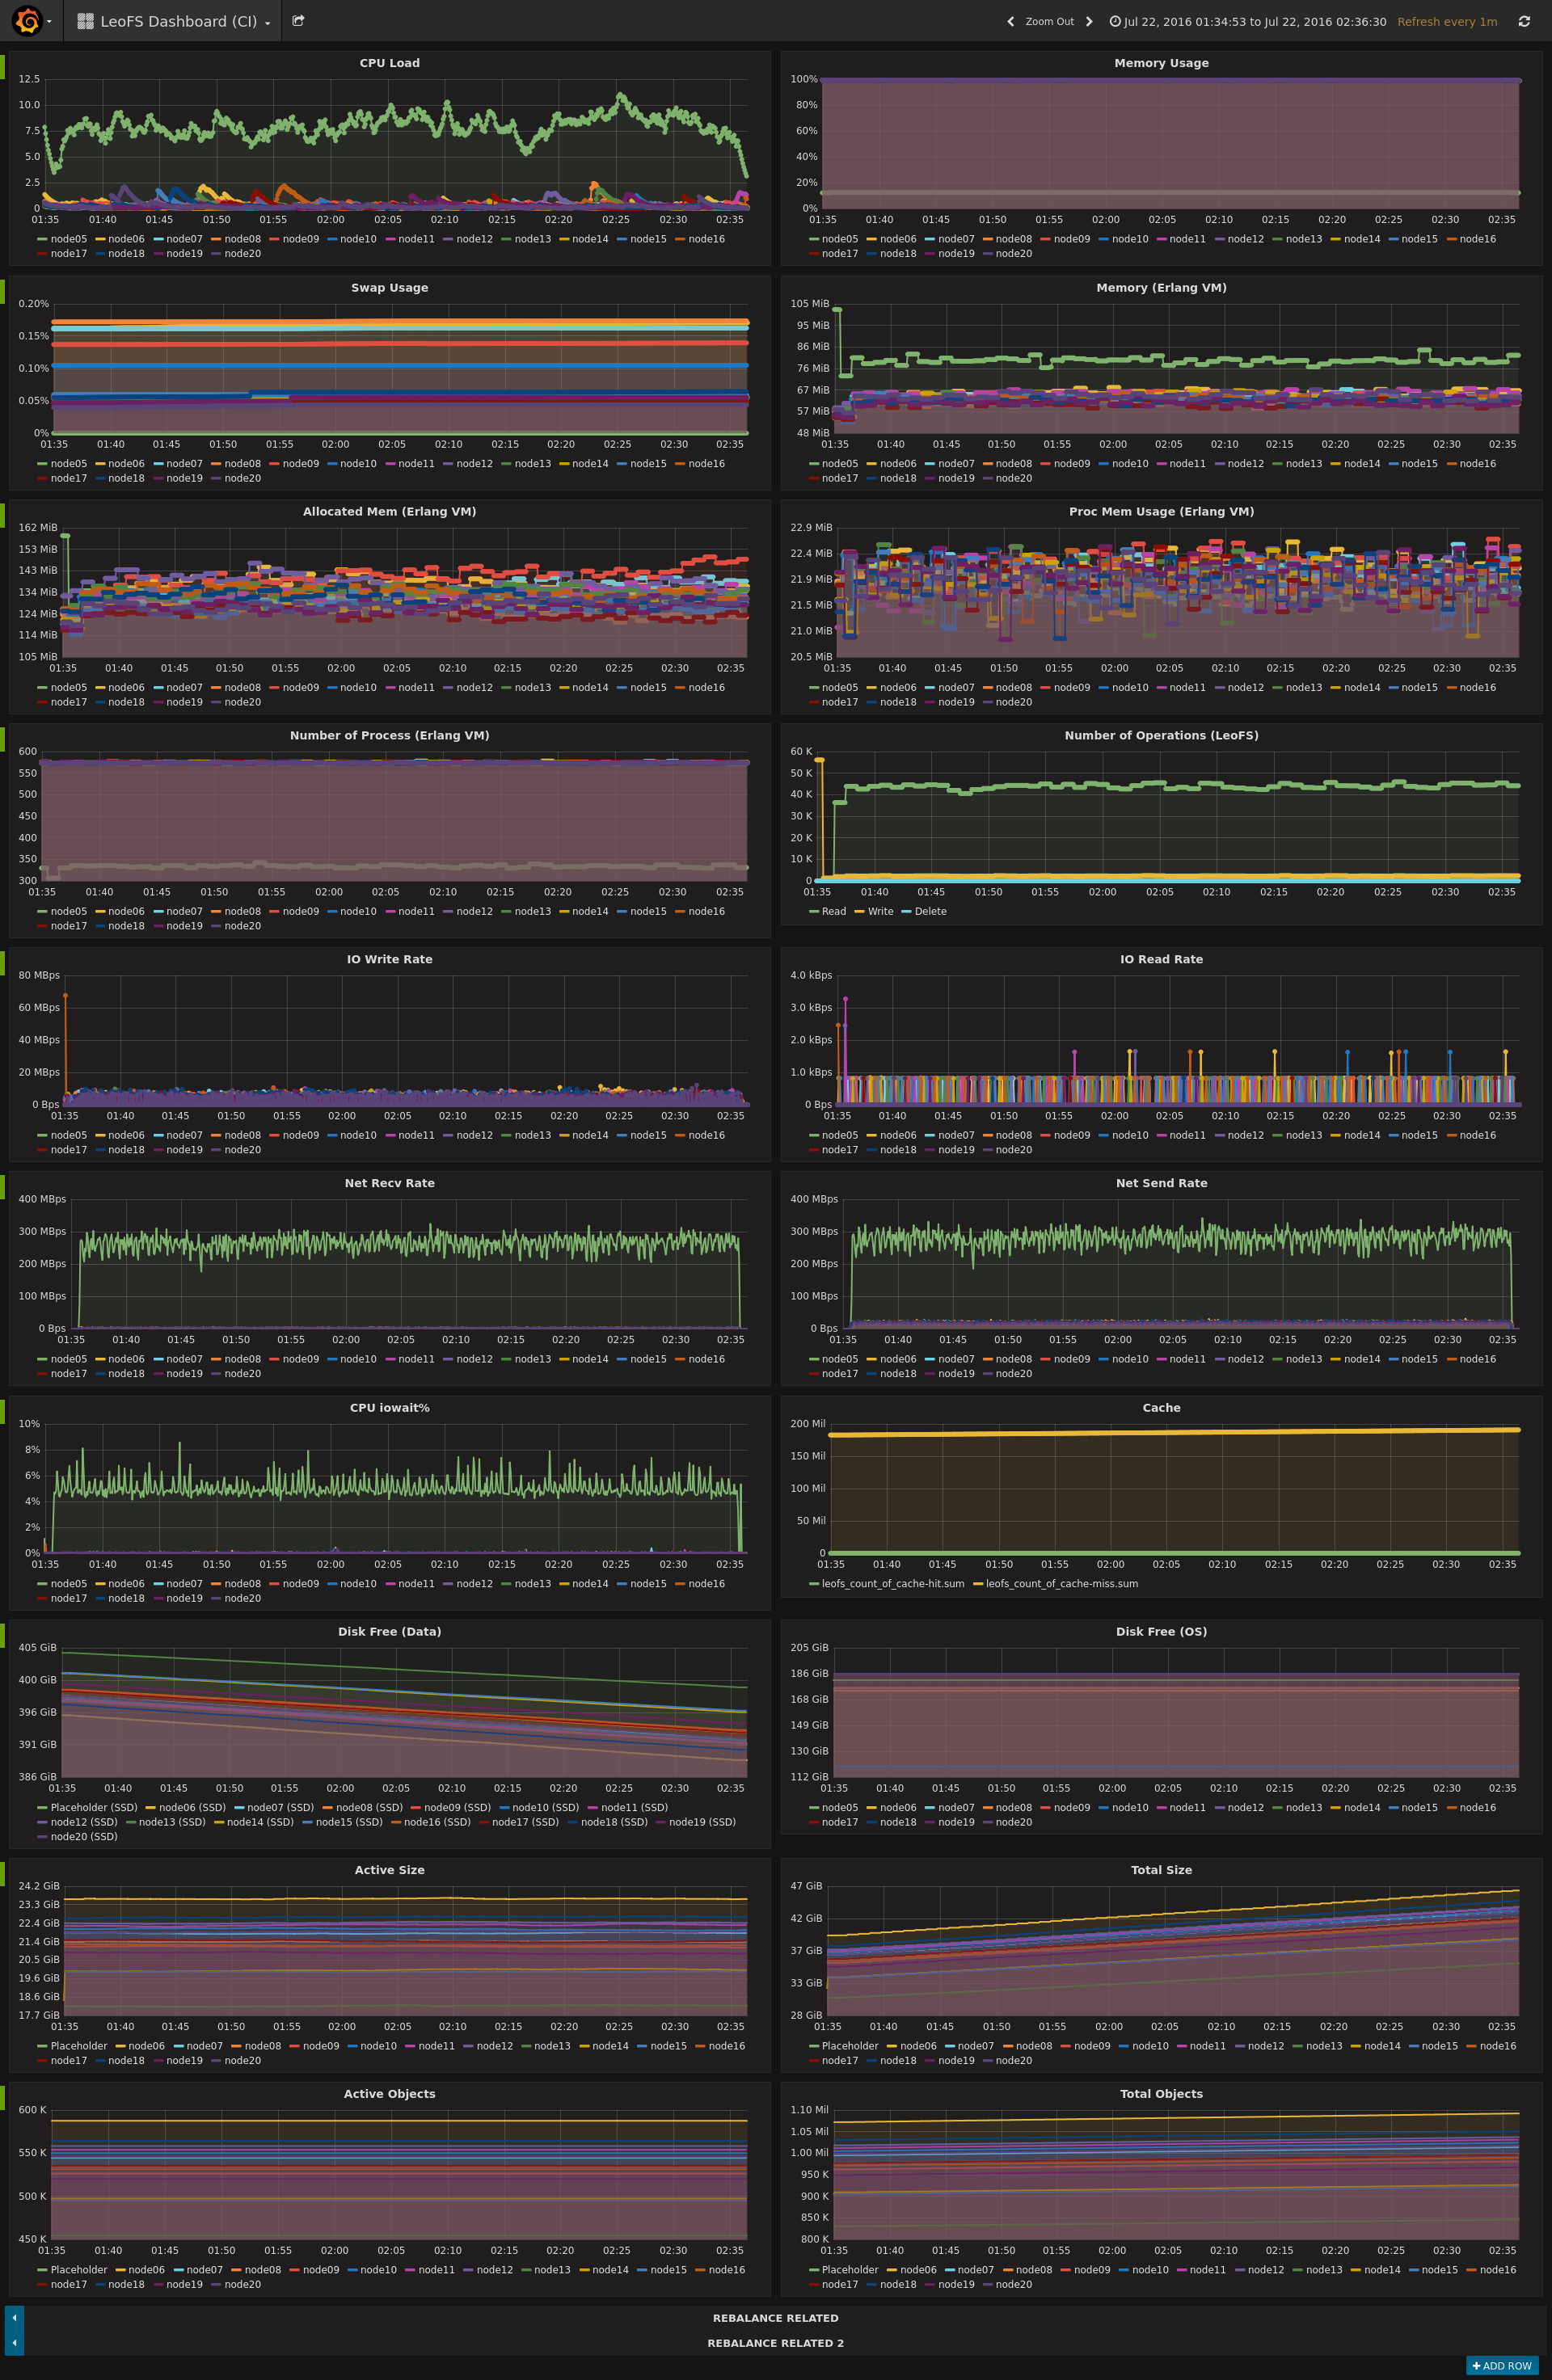 LeoFS Dashboard (CI)
Zoom Out
Jul 22, 2016 01:34:53 to Jul 22, 2016 02:36:30
Refresh every 1m
CPU Load
12.5
10.0
7.5
5.0
2.5
0
01:35 01:40 01:45 01:50 01:55 02:00 02:05 02:10 02:15 02:20 02:25 02:30 02:35
node05 node06 node07 node08 node09 node10 node11 node12 node13 node14 node15 node16
node17 node18 node19 node20
Memory Usage
100%
80%
60%
40%
20%
0%
01:35 01:40 01:45 01:50 01:55 02:00 02:05 02:10 02:15 02:20 02:25 02:30 02:35
node05 node06 node07 node08 node09 node10 node11 node12 node13 node14 node15 node16
node17 node18 node19 node20
Swap Usage
0.20%
0.15%
0.10%
0.05%
0%
01:35 01:40 01:45 01:50 01:55 02:00 02:05 02:10 02:15 02:20 02:25 02:30 02:35
node05 node06 node07 node08 node09 node10 node11 node12 node13 node14 node15 node16
node17 node18 node19 node20
Memory (Erlang VM)
105 MiB
95 MiB
86 MiB
76 MiB
67 MiB
57 MiB
48 MiB
01:35 01:40 01:45 01:50 01:55 02:00 02:05 02:10 02:15 02:20 02:25 02:30 02:35
node05 node06 node07 node08 node09 node10 node11 node12 node13 node14 node15 node16
node17 node18 node19 node20
Allocated Mem (Erlang VM)
162 MiB
153 MiB
143 MiB
134 MiB
124 MiB
114 MiB
105 MiB
01:35 01:40 01:45 01:50 01:55 02:00 02:05 02:10 02:15 02:20 02:25 02:30 02:35
node05 node06 node07 node08 node09 node10 node11 node12 node13 node14 node15 node16
node17 node18 node19 node20
Proc Mem Usage (Erlang VM)
22.9 MiB
22.4 MiB
21.9 MiB
21.5 MiB
21.0 MiB
20.5 MiB
01:35 01:40 01:45 01:50 01:55 02:00 02:05 02:10 02:15 02:20 02:25 02:30 02:35
node05 node06 node07 node08 node09 node10 node11 node12 node13 node14 node15 node16
node17 node18 node19 node20
Number of Process (Erlang VM)
600
550
500
450
400
350
300
01:35 01:40 01:45 01:50 01:55 02:00 02:05 02:10 02:15 02:20 02:25 02:30 02:35
node05 node06 node07 node08 node09 node10 node11 node12 node13 node14 node15 node16
node17 node18 node19 node20
Number of Operations (LeoFS)
60 K
50 K
40 K
30 K
20 K
10 K
0
01:35 01:40 01:45 01:50 01:55 02:00 02:05 02:10 02:15 02:20 02:25 02:30 02:35
Read Write Delete
IO Write Rate
80 MBps
60 MBps
40 MBps
20 MBps
0 Bps
01:35 01:40 01:45 01:50 01:55 02:00 02:05 02:10 02:15 02:20 02:25 02:30 02:35
node05 node06 node07 node08 node09 node10 node11 node12 node13 node14 node15 node16
node17 node18 node19 node20
IO Read Rate
4.0 kBps
3.0 kBps
2.0 kBps
1.0 kBps
0 Bps
01:35 01:40 01:45 01:50 01:55 02:00 02:05 02:10 02:15 02:20 02:25 02:30 02:35
node05 node06 node07 node08 node09 node10 node11 node12 node13 node14 node15 node16
node17 node18 node19 node20
Net Recv Rate
400 MBps
300 MBps
200 MBps
100 MBps
0 Bps
01:35 01:40 01:45 01:50 01:55 02:00 02:05 02:10 02:15 02:20 02:25 02:30 02:35
node05 node06 node07 node08 node09 node10 node11 node12 node13 node14 node15 node16
node17 node18 node19 node20
Net Send Rate
400 MBps
300 MBps
200 MBps
100 MBps
0 Bps
01:35 01:40 01:45 01:50 01:55 02:00 02:05 02:10 02:15 02:20 02:25 02:30 02:35
node05 node06 node07 node08 node09 node10 node11 node12 node13 node14 node15 node16
node17 node18 node19 node20
CPU iowait%
10%
8%
6%
4%
2%
0%
01:35 01:40 01:45 01:50 01:55 02:00 02:05 02:10 02:15 02:20 02:25 02:30 02:35
node05 node06 node07 node08 node09 node10 node11 node12 node13 node14 node15 node16
node17 node18 node19 node20
Cache
200 Mil
150 Mil
100 Mil
50 Mil
0
01:35 01:40 01:45 01:50 01:55 02:00 02:05 02:10 02:15 02:20 02:25 02:30 02:35
leofs_count_of_cache-hit.sum leofs_count_of_cache-miss.sum
Disk Free (Data)
405 GiB
400 GiB
396 GiB
391 GiB
386 GiB
01:35 01:40 01:45 01:50 01:55 02:00 02:05 02:10 02:15 02:20 02:25 02:30 02:35
Placeholder (SSD) node06 (SSD) node07 (SSD) node08 (SSD) node09 (SSD) node10 (SSD) node11 (SSD)
node12 (SSD) node13 (SSD) node14 (SSD) node15 (SSD) node16 (SSD) node17 (SSD) node18 (SSD) node19 (SSD)
node20 (SSD)
Disk Free (OS)
205 GiB
186 GiB
168 GiB
149 GiB
130 GiB
112 GiB
01:35 01:40 01:45 01:50 01:55 02:00 02:05 02:10 02:15 02:20 02:25 02:30 02:35
node05 node06 node07 node08 node09 node10 node11 node12 node13 node14 node15 node16
node17 node18 node19 node20
Active Size
24.2 GiB
23.3 GiB
22.4 GiB
21.4 GiB
20.5 GiB
19.6 GiB
18.6 GiB
17.7 GiB
01:35 01:40 01:45 01:50 01:55 02:00 02:05 02:10 02:15 02:20 02:25 02:30 02:35
Placeholder node06 node07 node08 node09 node10 node11 node12 node13 node14 node15 node16
node17 node18 node19 node20
Total Size
47 GiB
42 GiB
37 GiB
33 GiB
28 GiB
01:35 01:40 01:45 01:50 01:55 02:00 02:05 02:10 02:15 02:20 02:25 02:30 02:35
Placeholder node06 node07 node08 node09 node10 node11 node12 node13 node14 node15 node16
node17 node18 node19 node20
Active Objects
600 K
550 K
500 K
450 K
01:35 01:40 01:45 01:50 01:55 02:00 02:05 02:10 02:15 02:20 02:25 02:30 02:35
Placeholder node06 node07 node08 node09 node10 node11 node12 node13 node14 node15 node16
node17 node18 node19 node20
Total Objects
1.10 Mil
1.05 Mil
1.00 Mil
950 K
900 K
850 K
800 K
01:35 01:40 01:45 01:50 01:55 02:00 02:05 02:10 02:15 02:20 02:25 02:30 02:35
Placeholder node06 node07 node08 node09 node10 node11 node12 node13 node14 node15 node16
node17 node18 node19 node20
REBALANCE RELATED
REBALANCE RELATED 2
ADD ROW